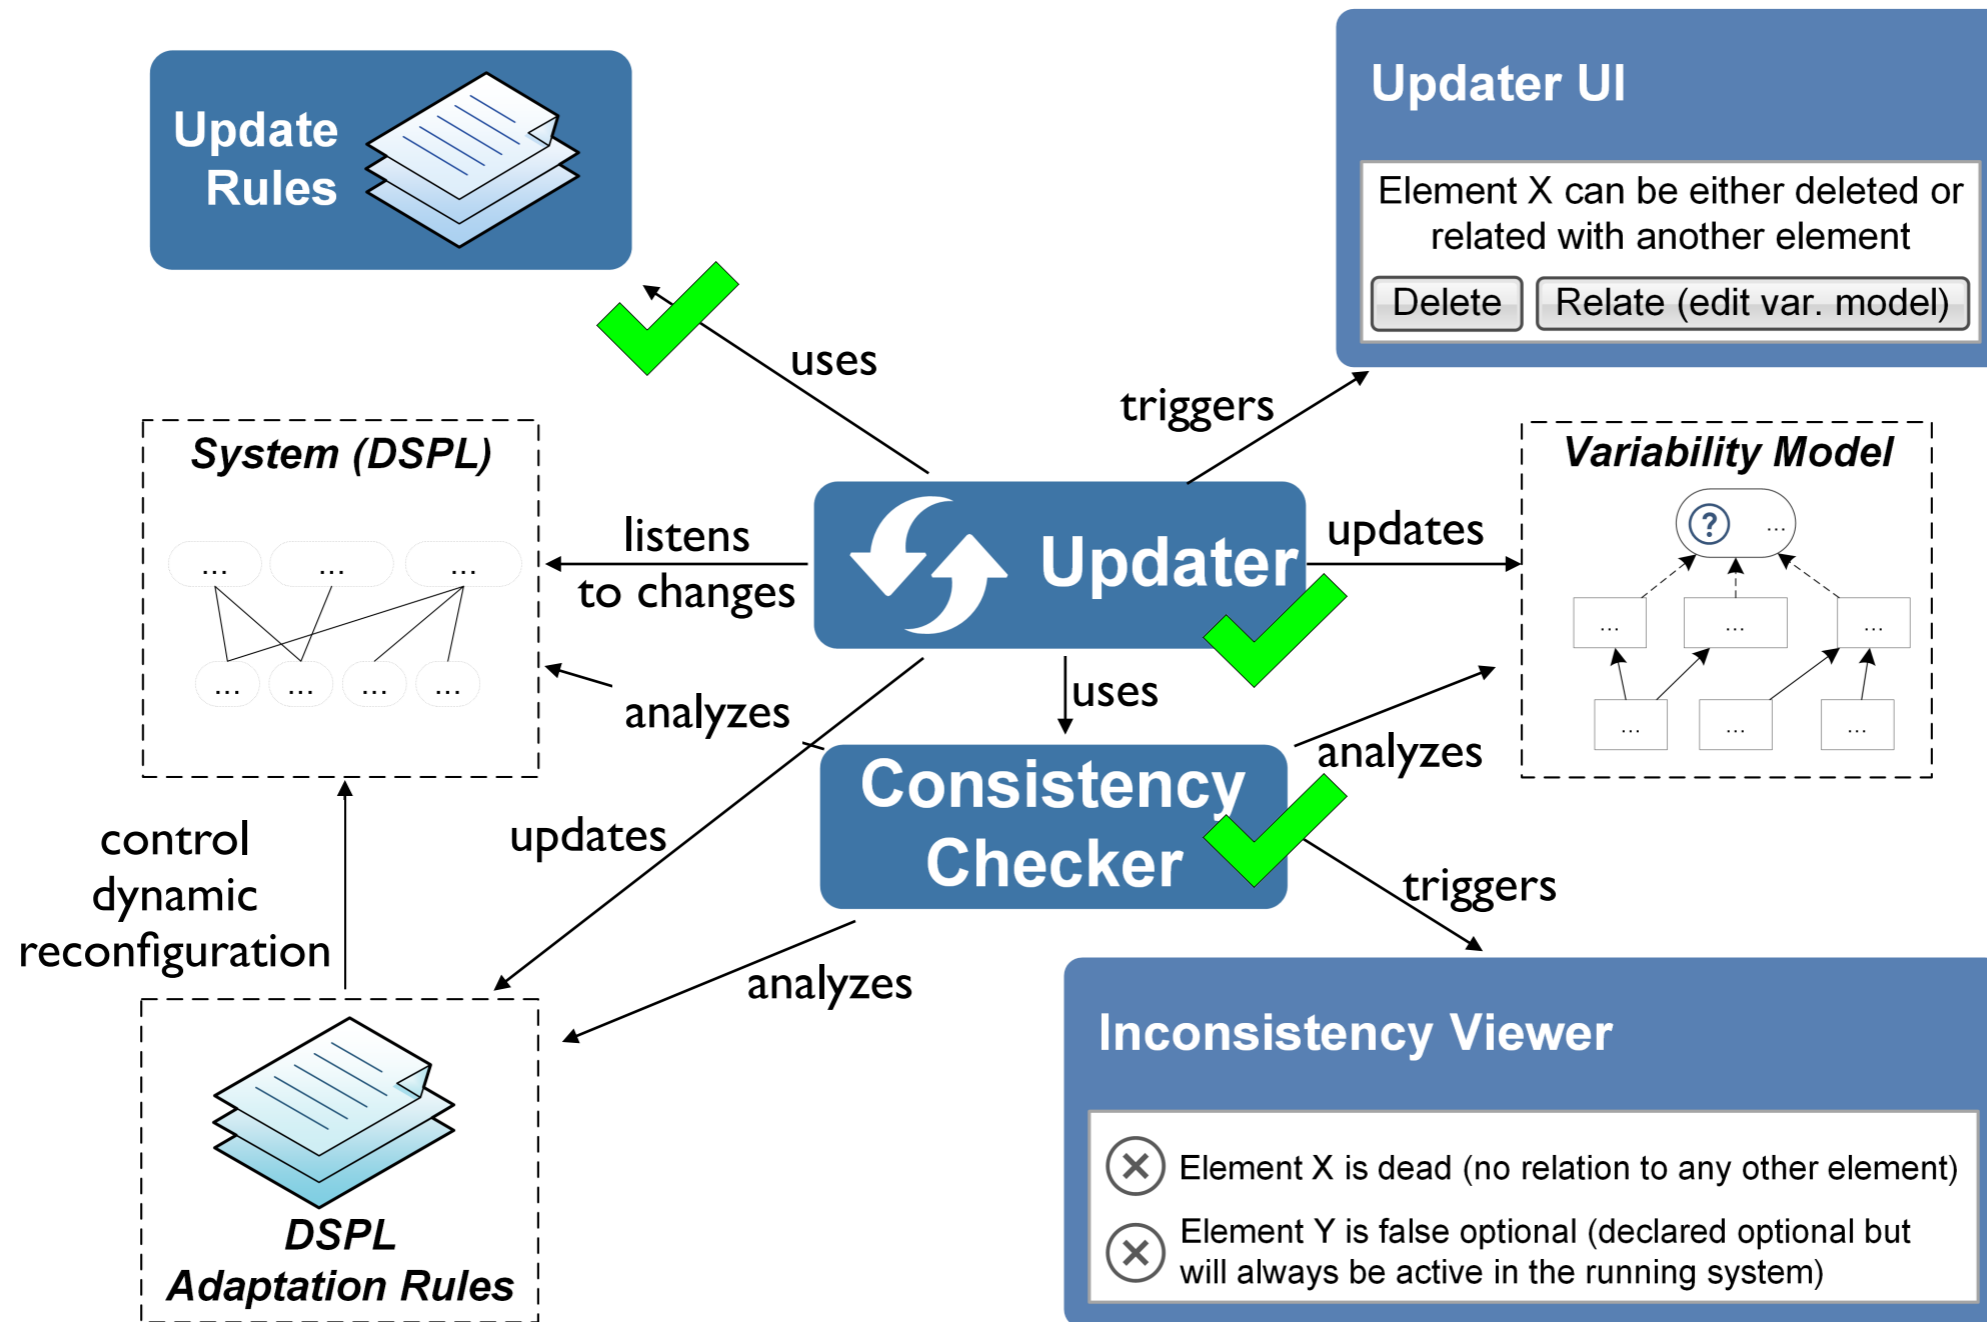 Update
Rules
Updater UI
Element X can be either deleted or
related with another element
Delete
Relate (edit var. model)
uses
triggers
System (DSPL)
...
...
...
...
...
...
...
listens
to changes
Updater
updates
Variability Model
?
...
...
...
...
...
...
...
analyzes
uses
analyzes
Consistency
Checker
control
dynamic
reconfiguration
updates
triggers
analyzes
DSPL
Adaptation Rules
Inconsistency Viewer
Element X is dead (no relation to any other element)
Element Y is false optional (declared optional but
will always be active in the running system)